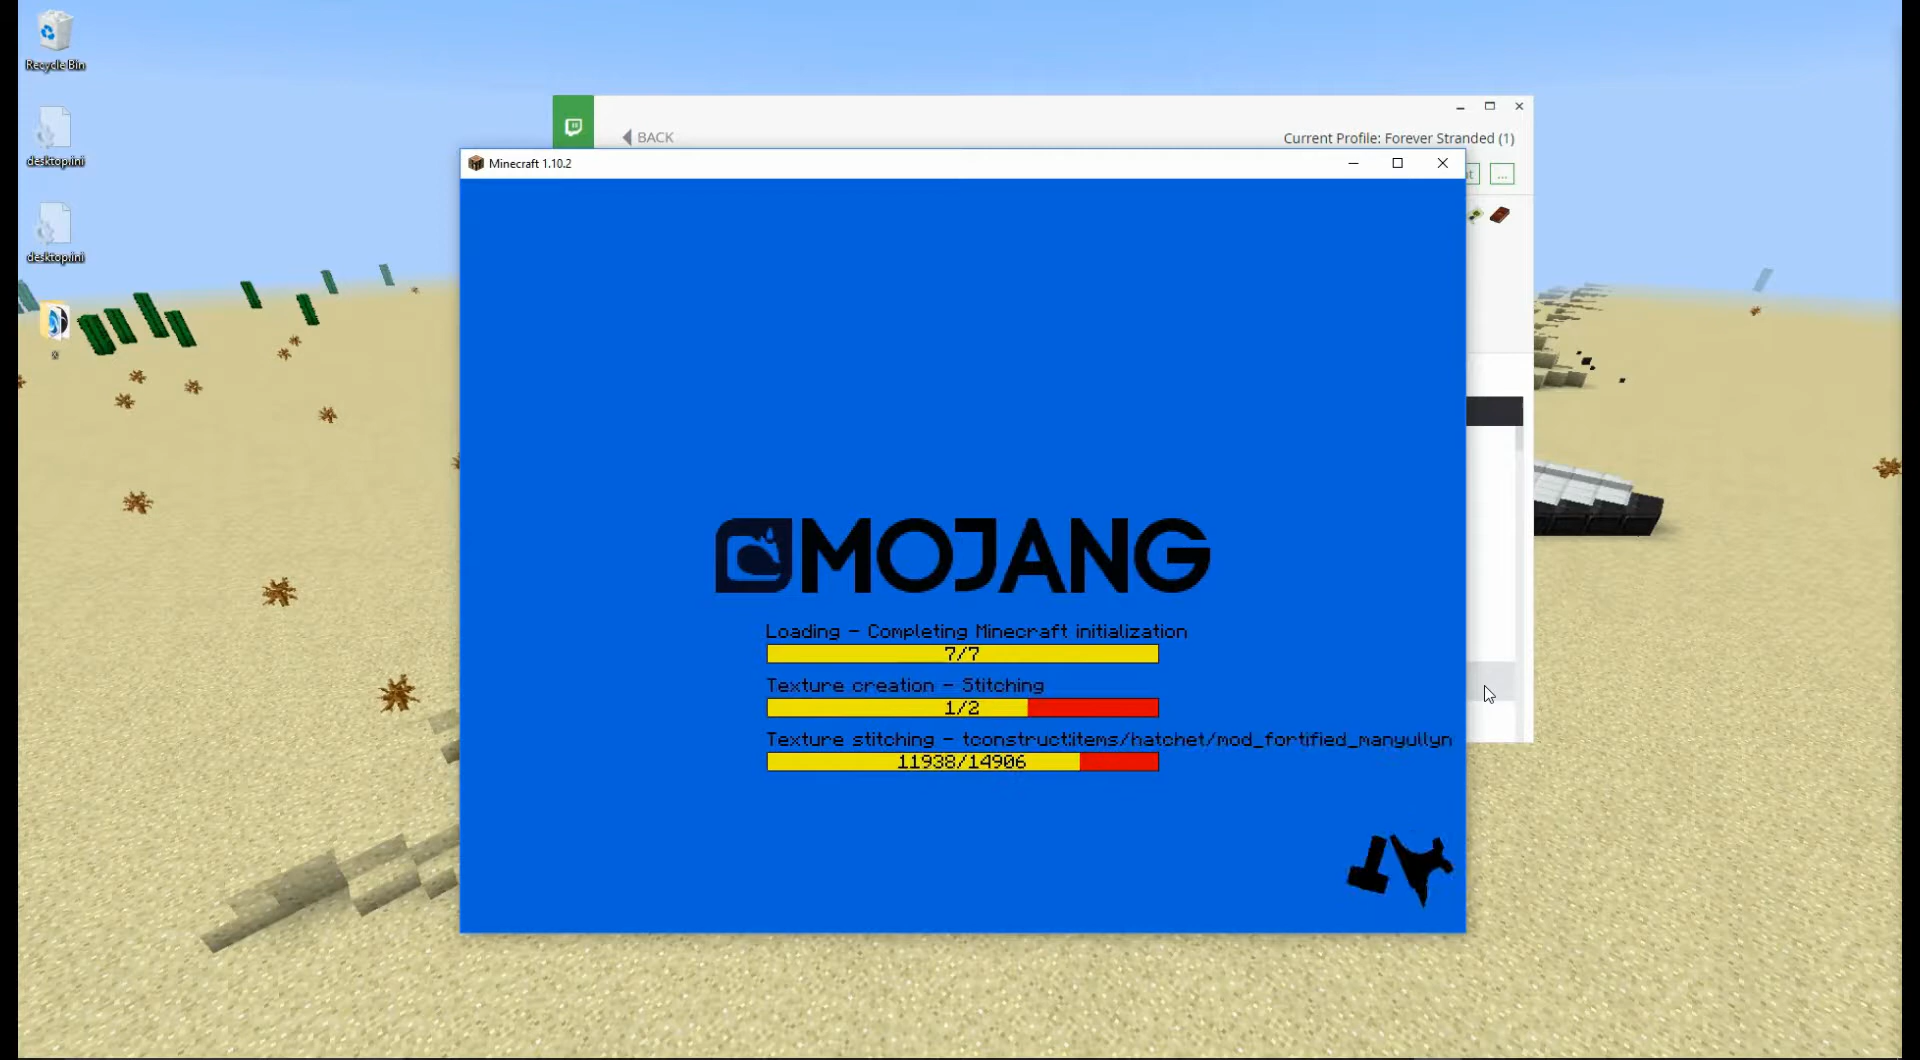 Recycle Bin
desktop.ini
desktop.ini
BACK
Current Profile: Forever Stranded (1)
...
Minecraft 1.10.2
MOJANG
Loading - Completing Minecraft initialization
7/7
Texture creation - Stitching
1/2
Texture stitching - tconstruct:items/hatchet/mod_fortified_manyullyn
11938/14906